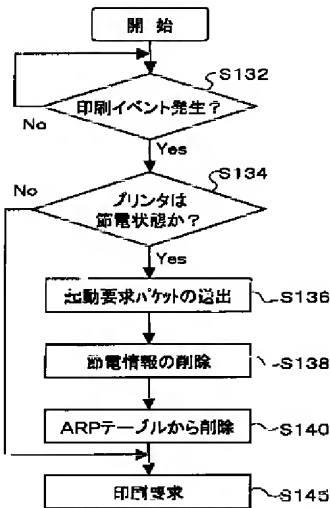 開始
S132
印刷イベント発生？
No
Yes
S134
No
プリンタは
節電状態か？
Yes
起動要求パケットの送出
S136
節電情報の削除
S138
ARPテーブルから削除
S140
印刷要求
S145